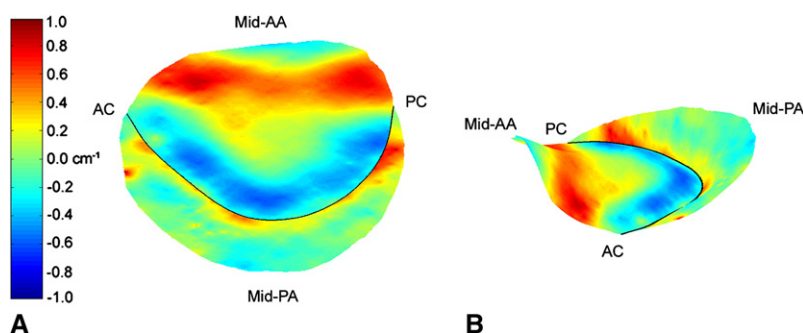 1.0
0.8
0.6
0.4
0.2
0.0 cm⁻¹
-0.2
-0.4
-0.6
-0.8
-1.0
Mid-AA
AC
PC
Mid-PA
A
Mid-AA
PC
Mid-PA
AC
B